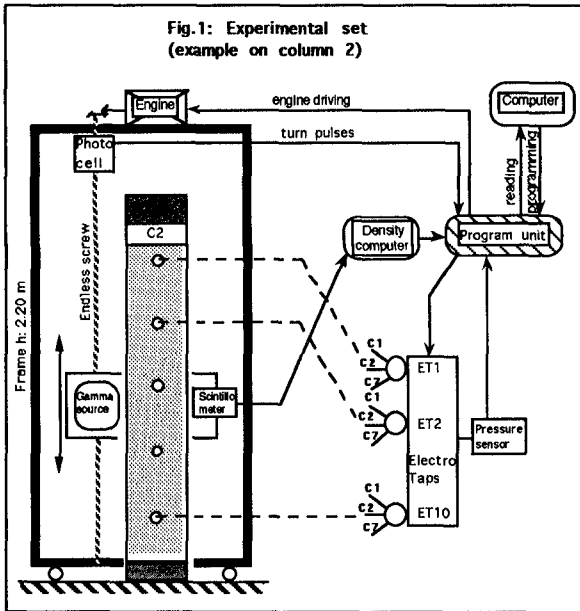 Fig.1: Experimental set
(example on column 2)
Engine
engine driving
Computer
Photo
cell
turn pulses
reading
programming
C2
Density
computer
Program unit
Endless screw
Frame h: 2.20 m
Gamma
source
Scintillo
meter
C1
C2
C7
ET1
C1
C2
C7
ET2
Pressure
sensor
Electro
Taps
C1
C2
C7
ET10